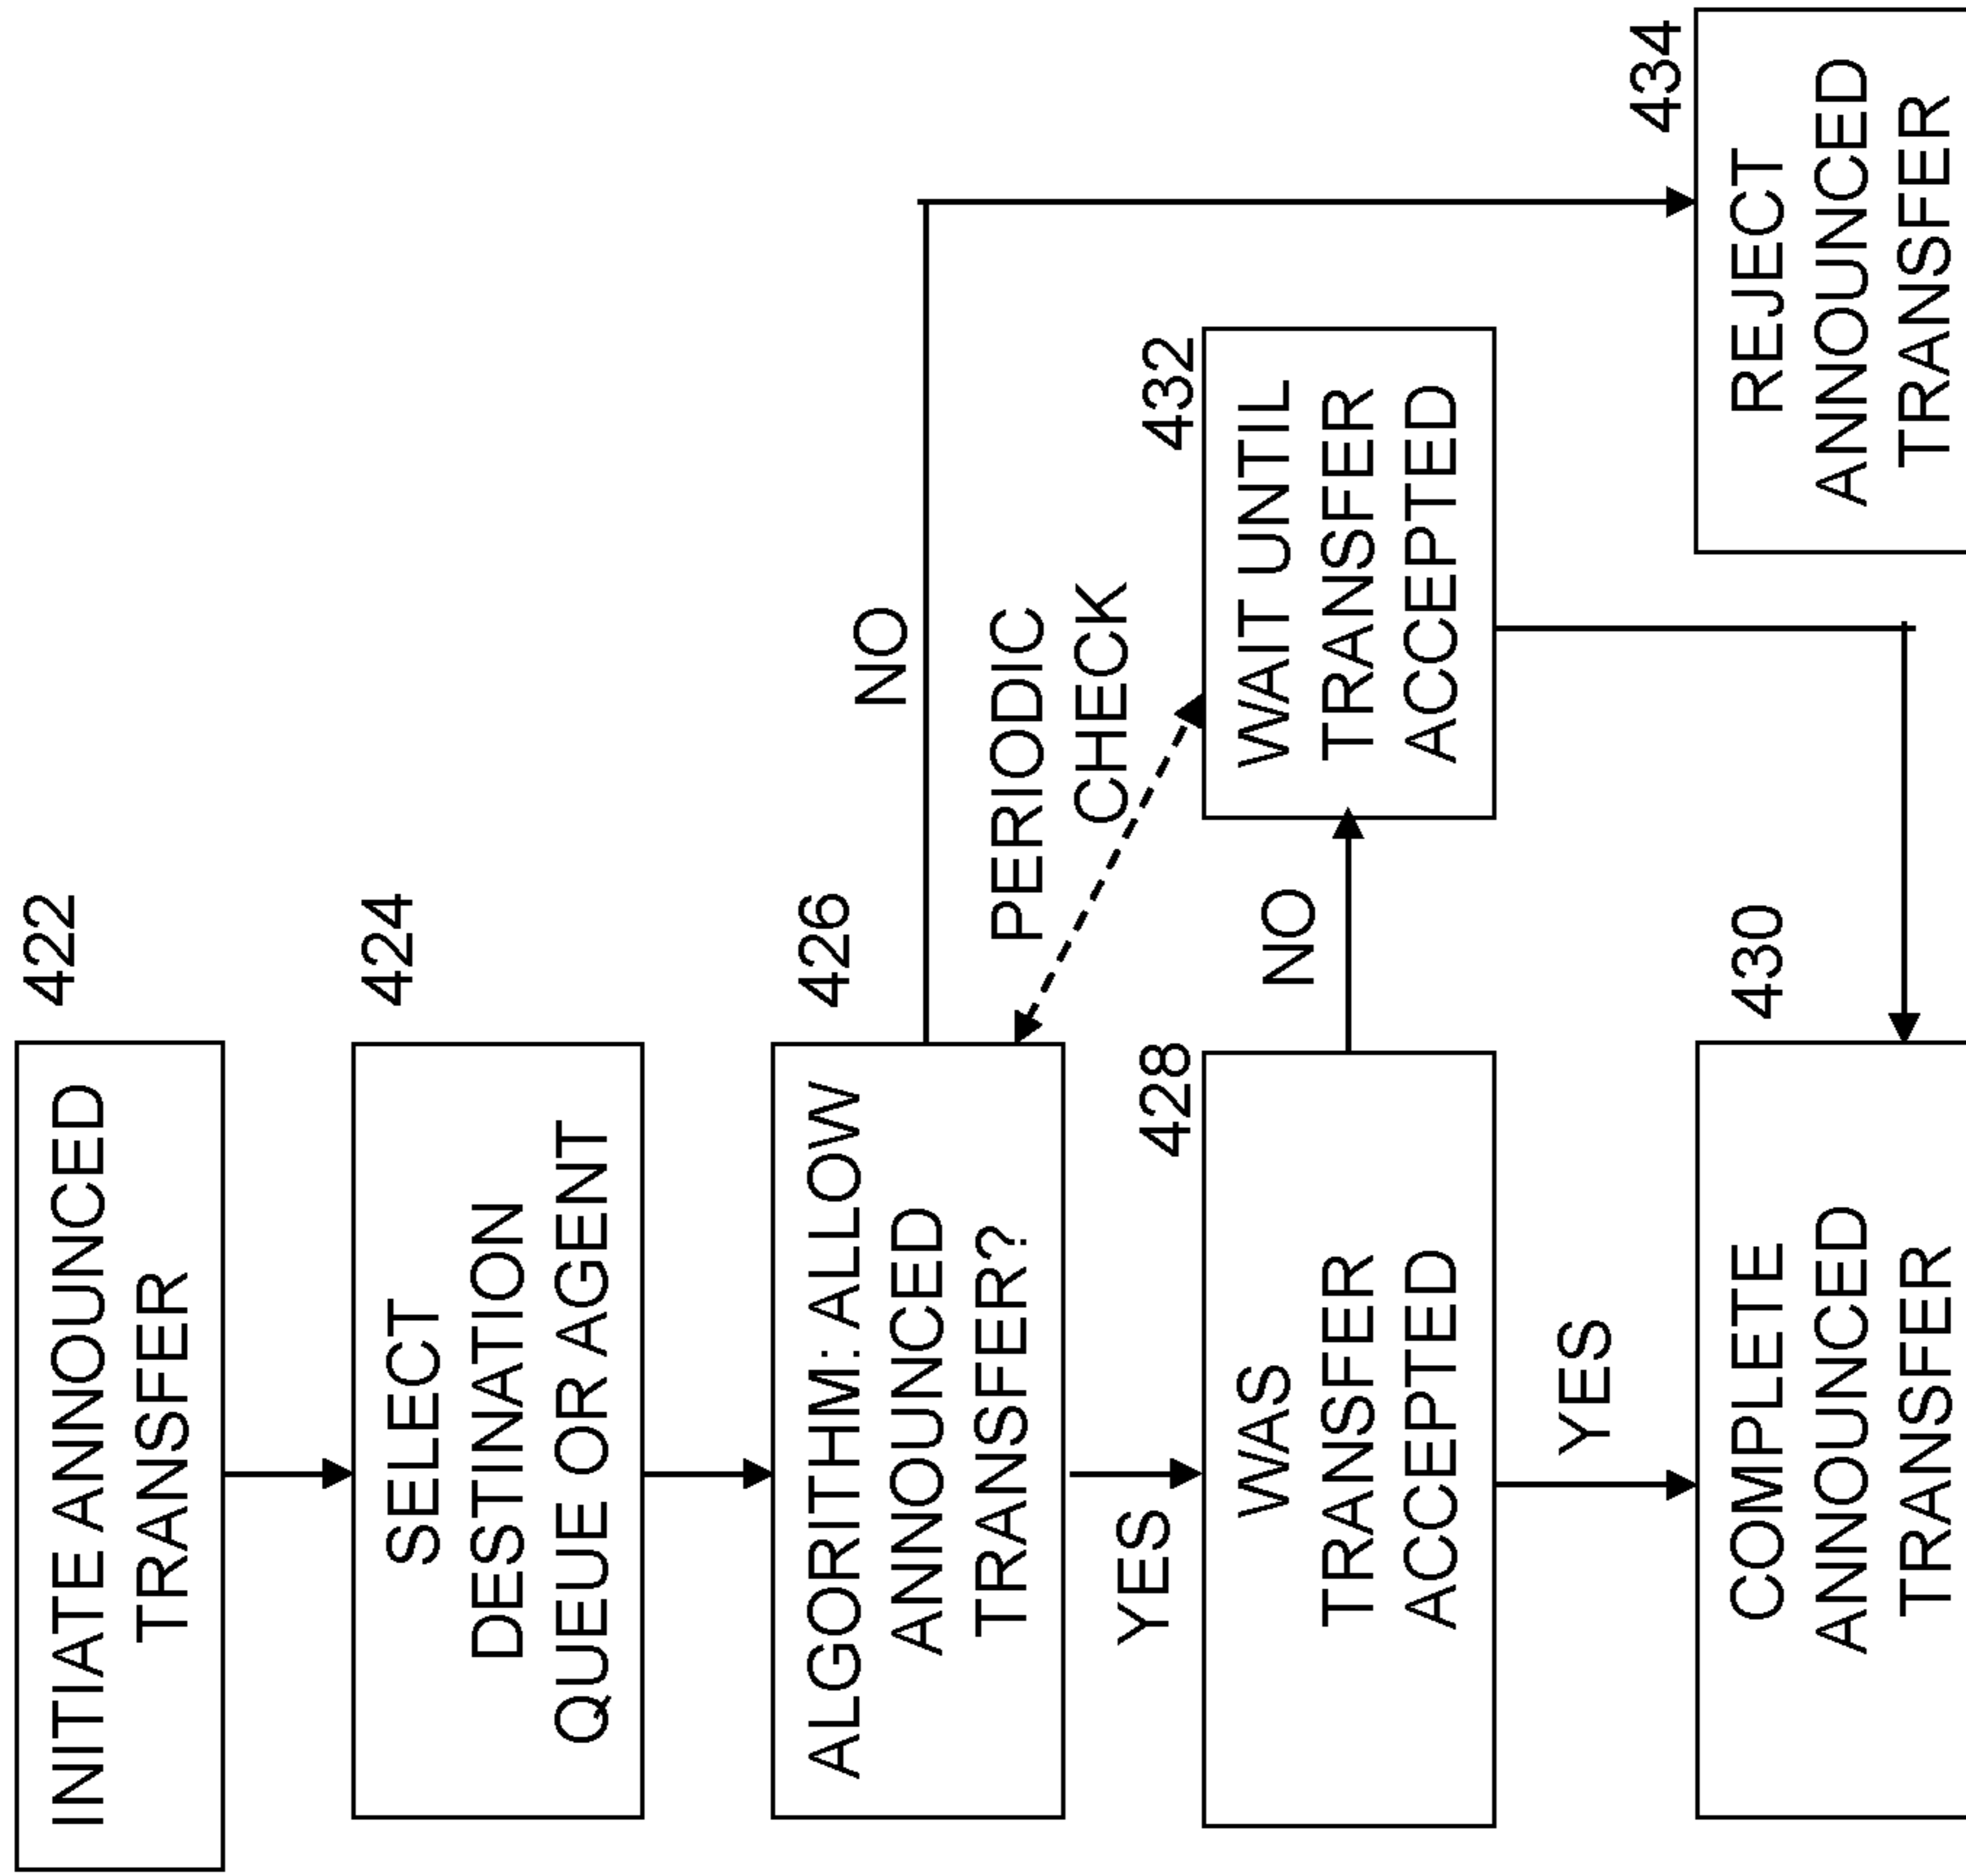 INITIATE ANNOUNCED
TRANSFER
422
SELECT
DESTINATION
QUEUE OR AGENT
424
ALGORITHM: ALLOW
ANNOUNCED
TRANSFER?
426
NO
PERIODIC
CHECK
YES
WAS
TRANSFER
ACCEPTED
428
NO
WAIT UNTIL
TRANSFER
ACCEPTED
432
YES
COMPLETE
ANNOUNCED
TRANSFER
430
REJECT
ANNOUNCED
TRANSFER
434